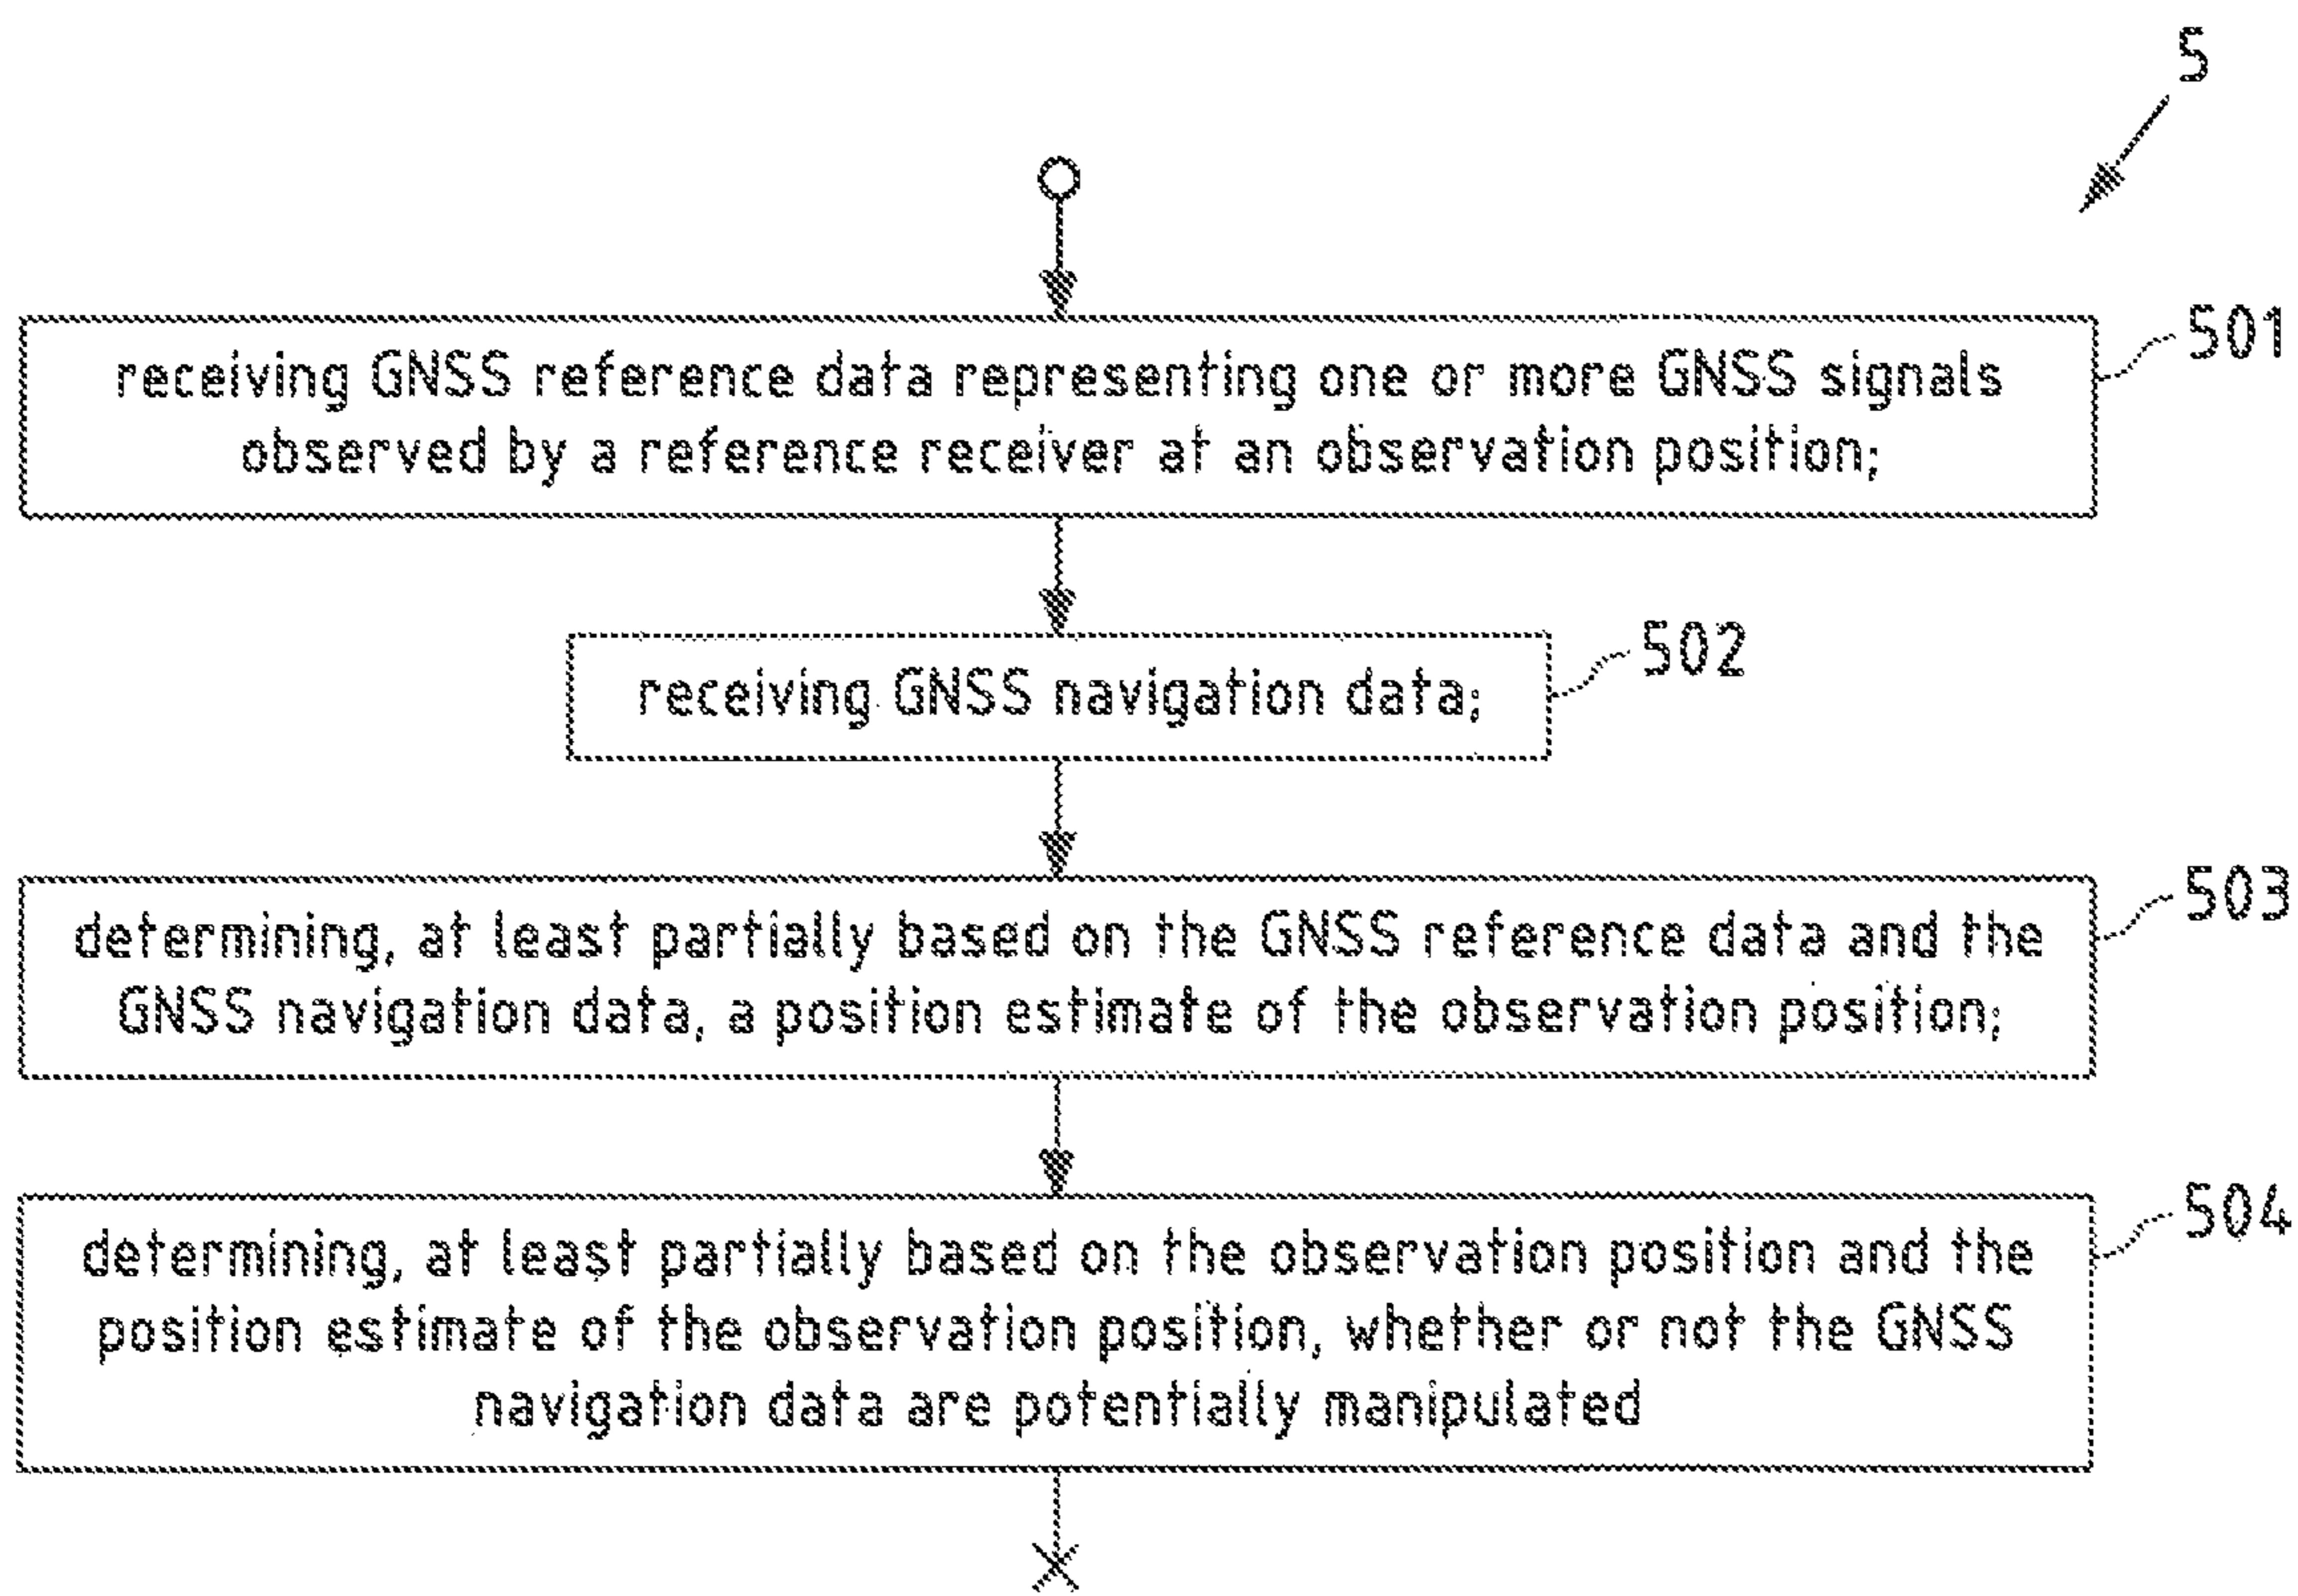 5
501
receiving GNSS reference data representing one or more GNSS signals
observed by a reference receiver at an observation position;
502
receiving GNSS navigation data;
503
determining, at least partially based on the GNSS reference data and the
GNSS navigation data, a position estimate of the observation position;
504
determining, at least partially based on the observation position and the
position estimate of the observation position, whether or not the GNSS
navigation data are potentially manipulated